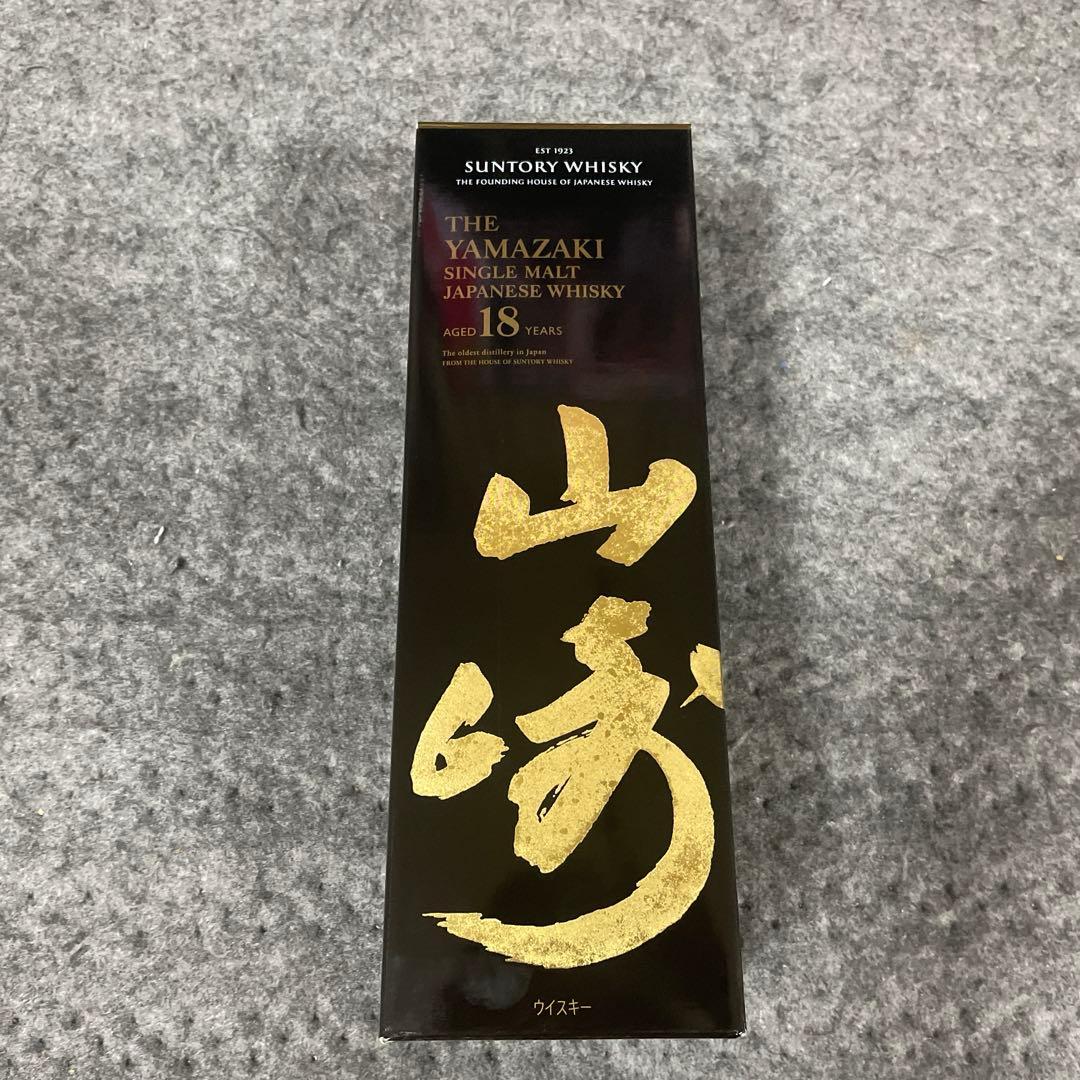 EST 1923
SUNTORY WHISKY
THE FOUNDING HOUSE OF JAPANESE WHISKY
THE
YAMAZAKI
SINGLE MALT
JAPANESE WHISKY
AGED 18 YEARS
The oldest distillery in Japan
FROM THE HOUSE OF SUNTORY WHISKY
山崎
ウイスキー